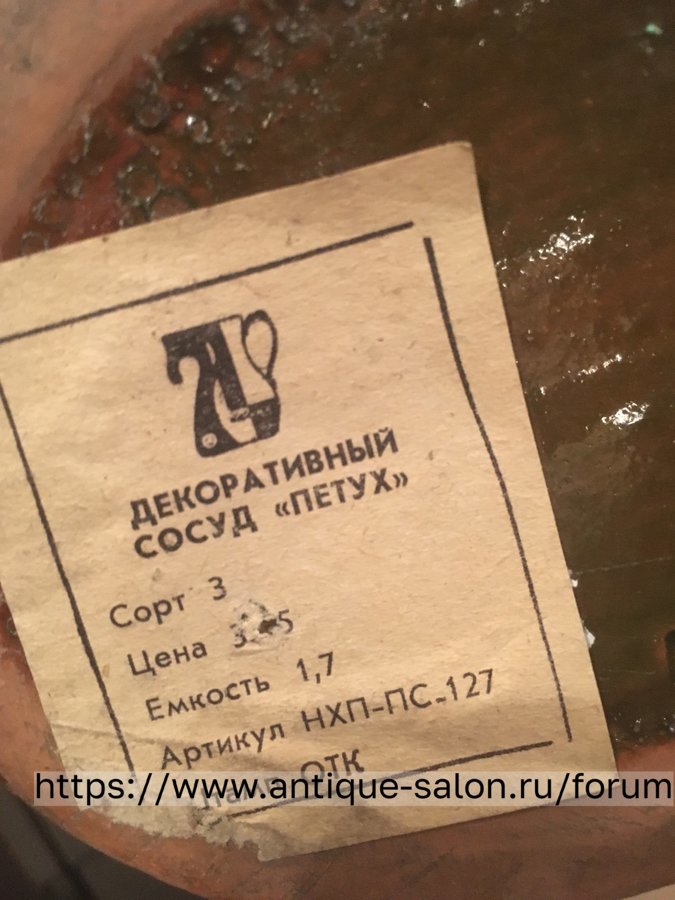 ДЕКОРАТИВНЫЙ
СОСУД «ПЕТУХ»
Сорт 3
Цена
Емкость 1,7
Артикул НХП-ПС-127
ОТК
https://www.antique-salon.ru/forum